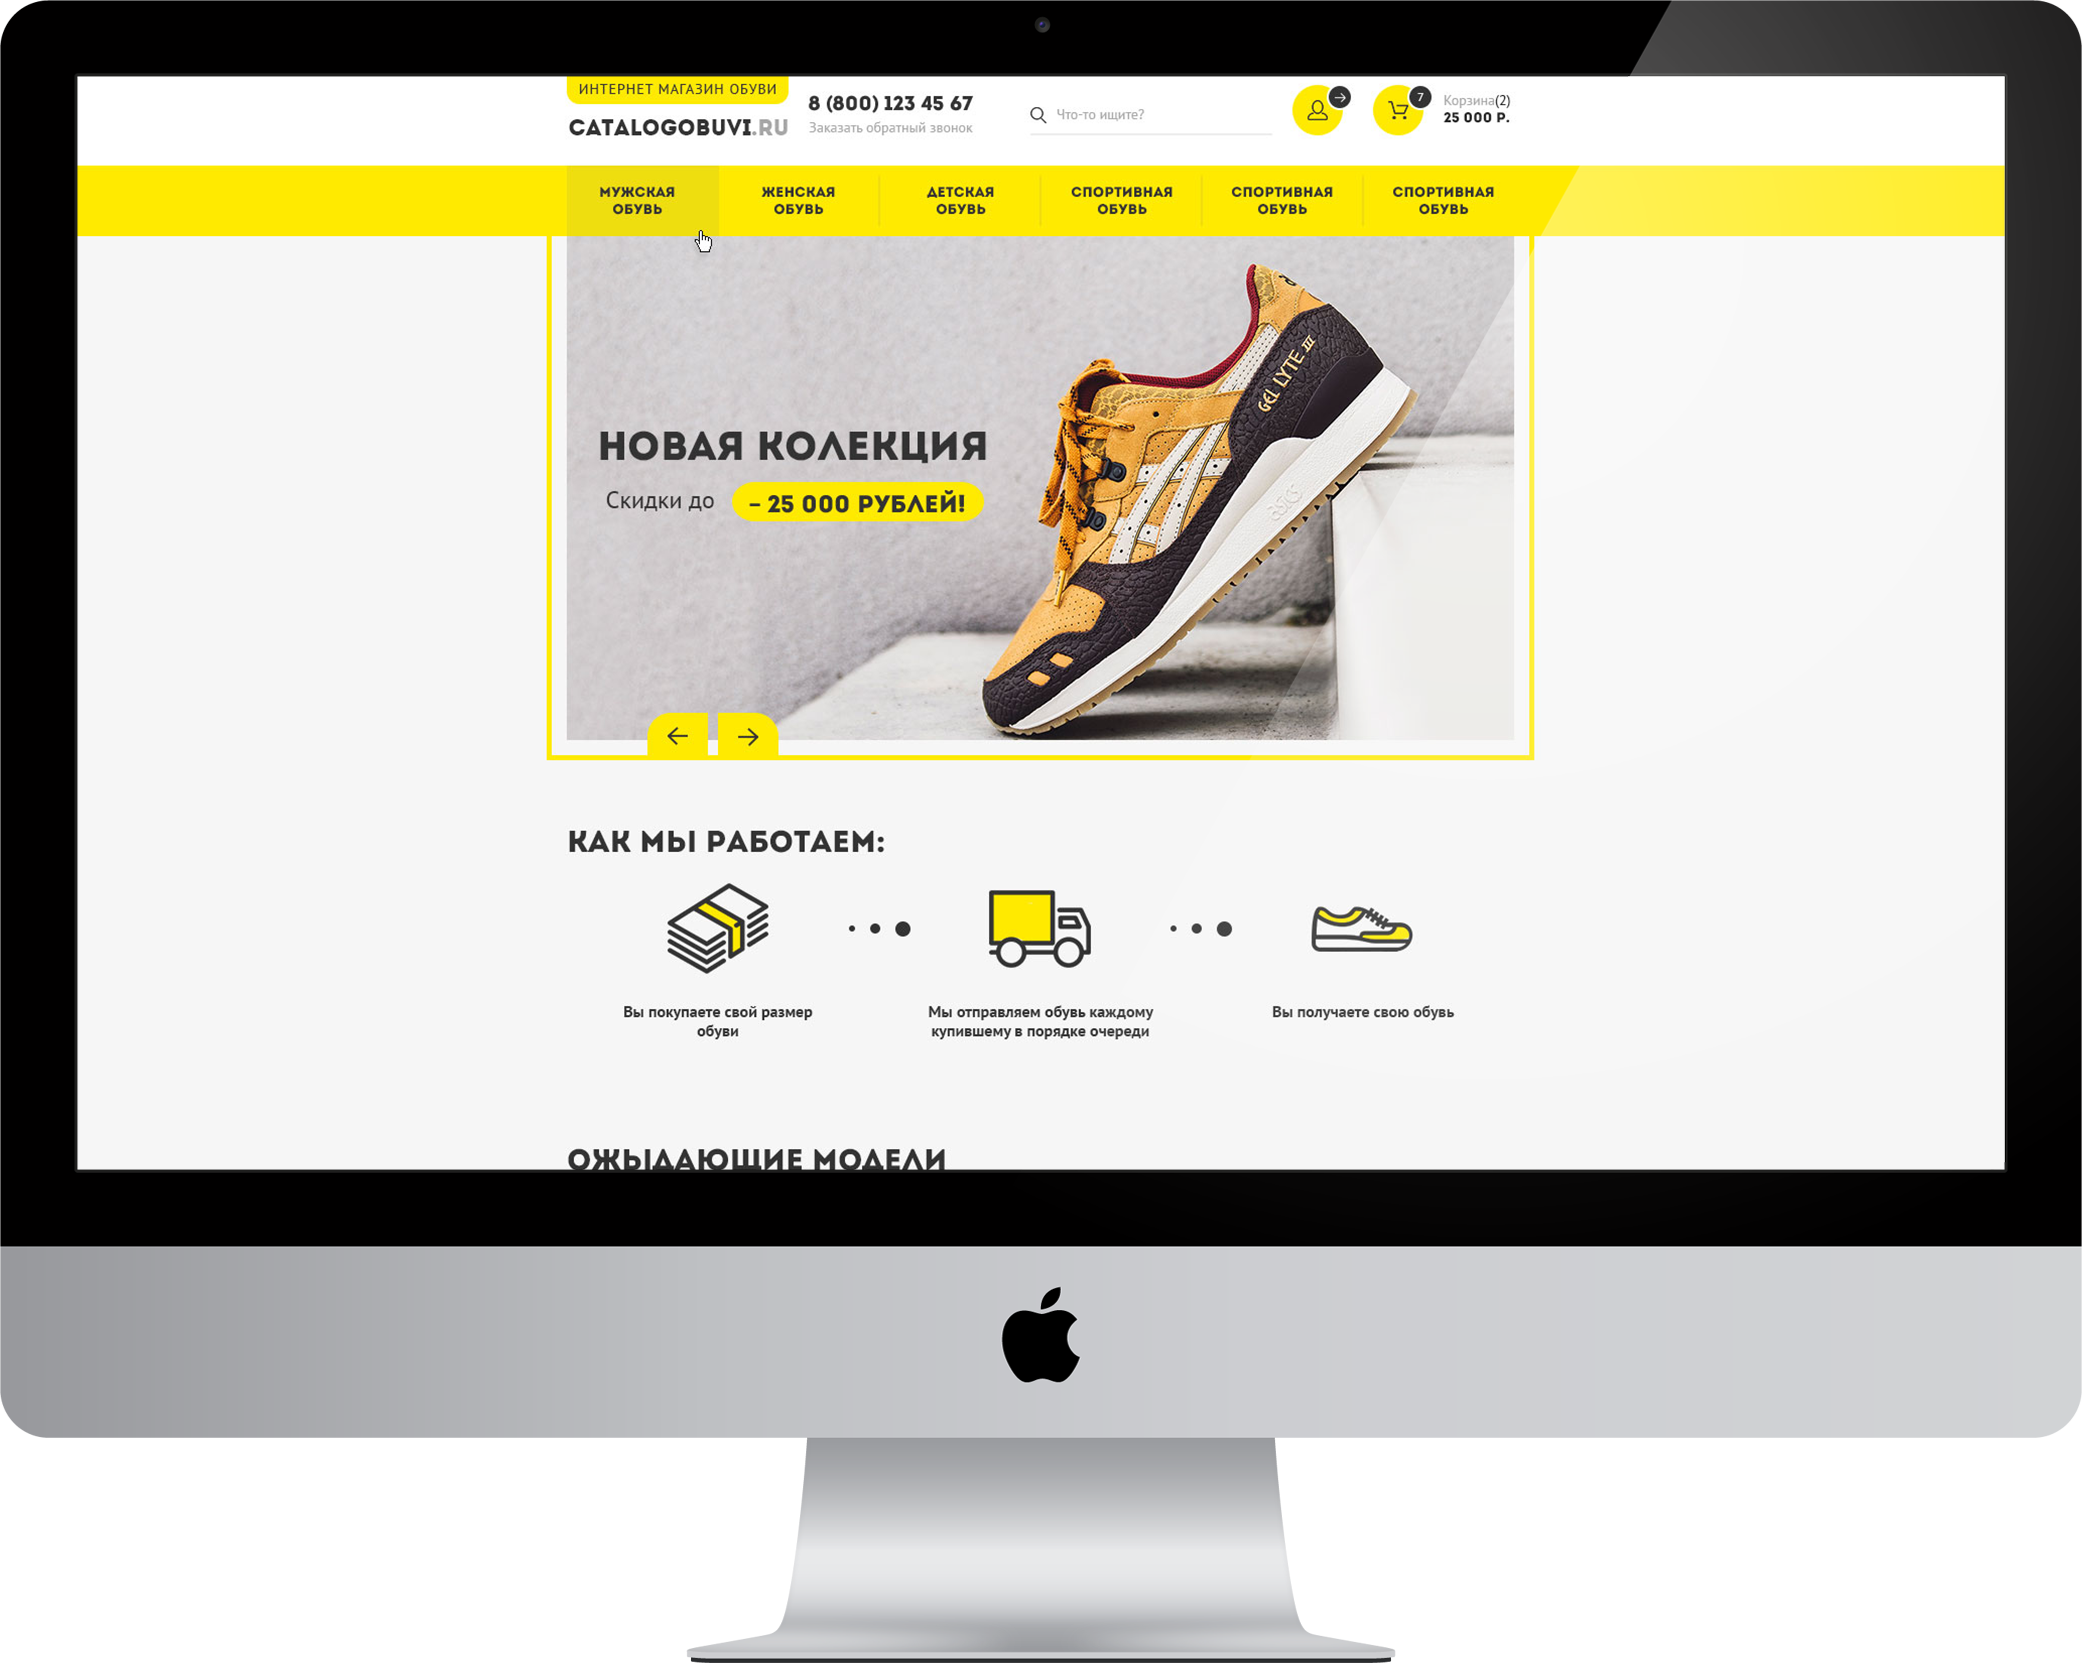 ИНТЕРНЕТ МАГАЗИН ОБУВИ
CATALOGOBUVI.RU
8 (800) 123 45 67
Заказать обратный звонок
Что-то ищите?
7
Корзина(2)
25 000 Р.
МУЖСКАЯ ОБУВЬ
ЖЕНСКАЯ ОБУВЬ
ДЕТСКАЯ ОБУВЬ
СПОРТИВНАЯ ОБУВЬ
СПОРТИВНАЯ ОБУВЬ
СПОРТИВНАЯ ОБУВЬ
GEL LYTE III
asics
НОВАЯ КОЛЕКЦИЯ
Скидки до – 25 000 РУБЛЕЙ!
КАК МЫ РАБОТАЕМ:
Вы покупаете свой размер
обуви
Мы отправляем обувь каждому
купившему в порядке очереди
Вы получаете свою обувь
ОЖЫДАЮЩИЕ МОДЕЛИ